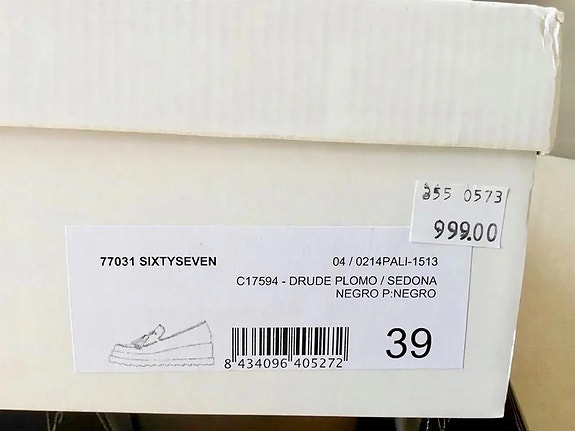 355 0573
999.00
77031 SIXTYSEVEN
04 / 0214PALI-1513
C17594 - DRUDE PLOMO / SEDONA
NEGRO P:NEGRO
39
8 434096 405272